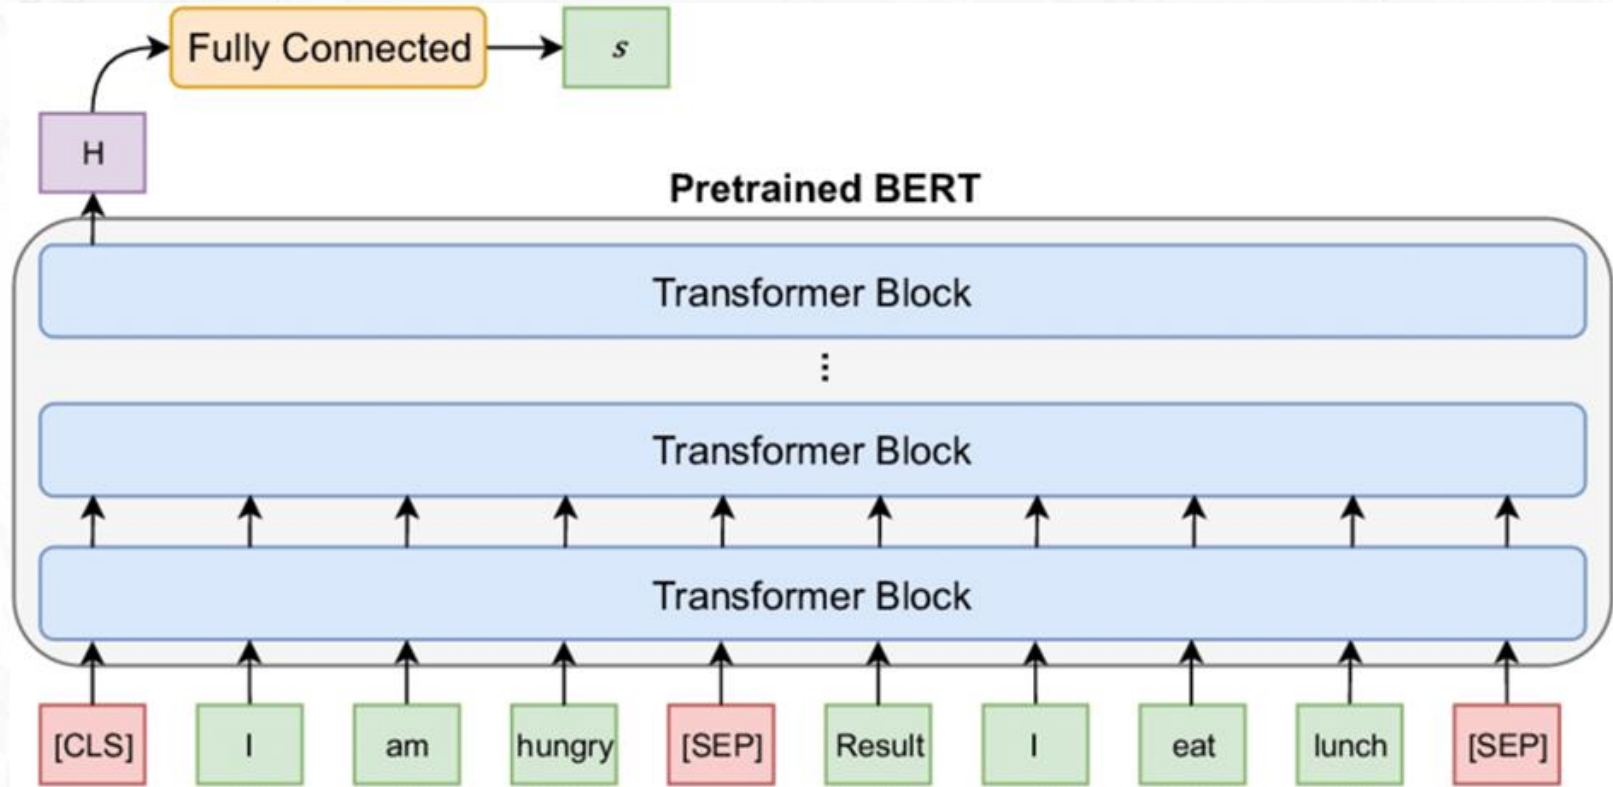 Fully Connected
s
H
Pretrained BERT
Transformer Block
⋮
Transformer Block
Transformer Block
[CLS] I am hungry [SEP] Result I eat lunch [SEP]